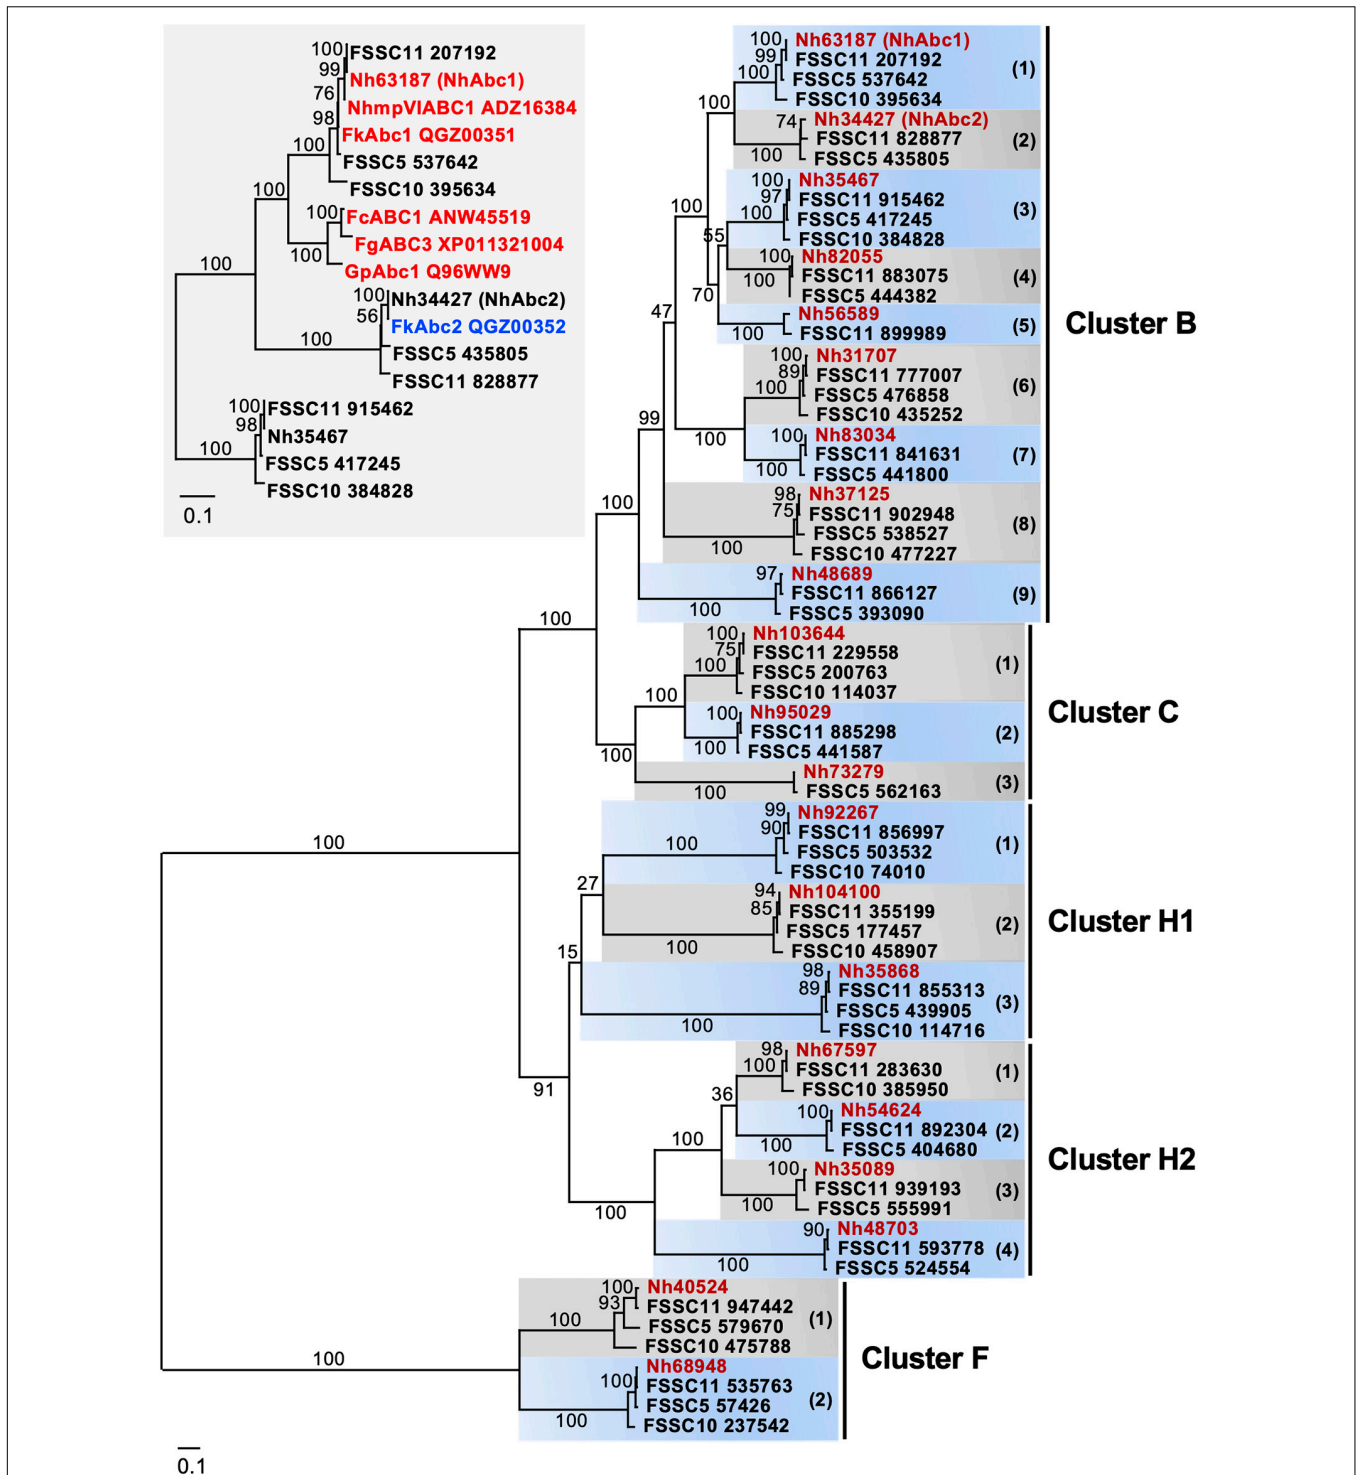 100
FSSC11 207192
99
Nh63187 (NhAbc1)
76
NhmpVIABC1 ADZ16384
98
FkAbc1 QGZ00351
100
FSSC5 537642
FSSC10 395634
100
100
FcABC1 ANW45519
FgABC3 XP011321004
100
GpAbc1 Q96WW9
100
100
Nh34427 (NhAbc2)
56
FkAbc2 QGZ00352
100
FSSC5 435805
FSSC11 828877
100
FSSC11 915462
98
Nh35467
100
FSSC5 417245
FSSC10 384828
0.1
100
Nh63187 (NhAbc1)
99
FSSC11 207192
100
FSSC5 537642
(1)
FSSC10 395634
100
74
Nh34427 (NhAbc2)
FSSC11 828877
(2)
100
FSSC5 435805
100
Nh35467
97
FSSC11 915462
100
FSSC5 417245
(3)
FSSC10 384828
100
55
100
Nh82055
100
FSSC11 883075
(4)
FSSC5 444382
70
Nh56589
100
FSSC11 899989
(5)
Cluster B
47
100
Nh31707
89
FSSC11 777007
100
FSSC5 476858
(6)
FSSC10 435252
100
100
Nh83034
FSSC11 841631
(7)
100
FSSC5 441800
99
98
Nh37125
75
FSSC11 902948
FSSC5 538527
(8)
100
FSSC10 477227
100
97
Nh48689
FSSC11 866127
(9)
100
FSSC5 393090
100
100
Nh103644
75
FSSC11 229558
100
FSSC5 200763
(1)
FSSC10 114037
100
100
Nh95029
FSSC11 885298
(2)
100
FSSC5 441587
Cluster C
100
Nh73279
100
FSSC5 562163
(3)
100
99
Nh92267
90
FSSC11 856997
100
FSSC5 503532
(1)
FSSC10 74010
27
94
Nh104100
85
FSSC11 355199
FSSC5 177457
(2)
100
FSSC10 458907
Cluster H1
15
98
Nh35868
89
FSSC11 855313
FSSC5 439905
(3)
100
FSSC10 114716
91
98
Nh67597
100
FSSC11 283630
(1)
FSSC10 385950
36
100
Nh54624
FSSC11 892304
(2)
100
FSSC5 404680
100
100
Nh35089
FSSC11 939193
(3)
100
FSSC5 555991
Cluster H2
100
90
Nh48703
FSSC11 593778
(4)
100
FSSC5 524554
100
Nh40524
93
FSSC11 947442
100
FSSC5 579670
(1)
FSSC10 475788
100
Nh68948
100
FSSC11 535763
FSSC5 57426
(2)
100
FSSC10 237542
Cluster F
0.1